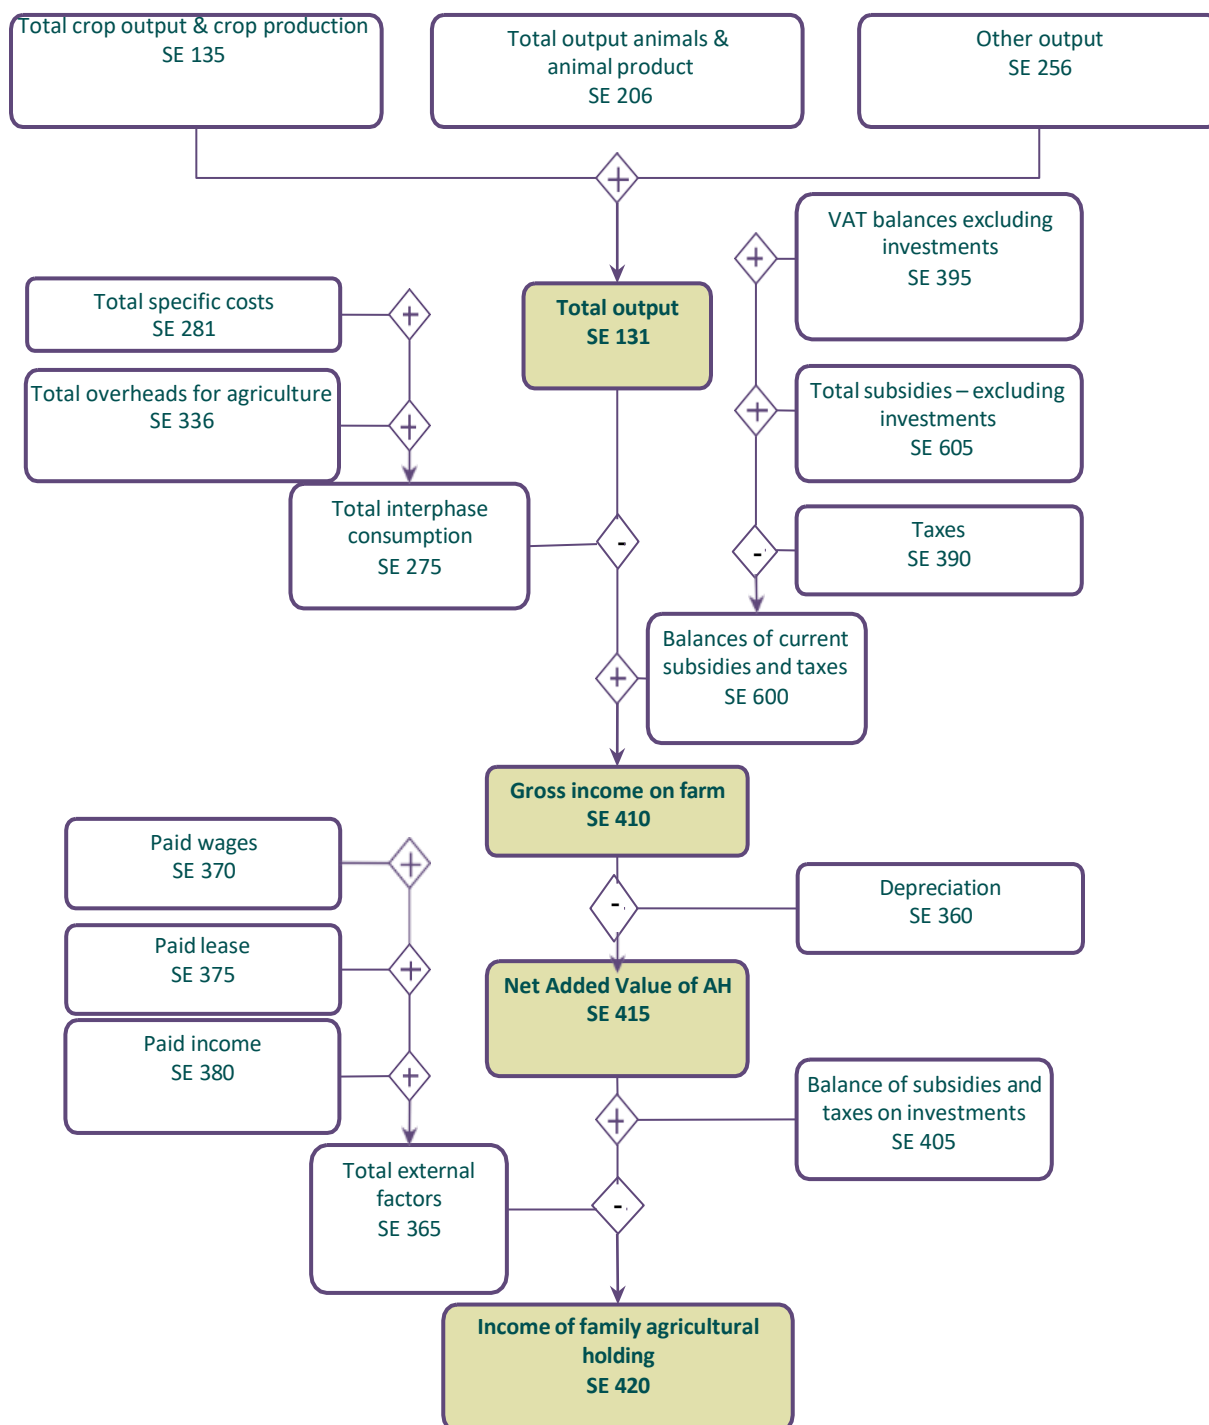 Total crop output & crop production
SE 135
Total output animals &
animal product
SE 206
Other output
SE 256
+
VAT balances excluding
investments
SE 395
+
Total specific costs
SE 281
+
Total output
SE 131
Total overheads for agriculture
SE 336
+
Total subsidies – excluding
investments
SE 605
+
Total interphase
consumption
SE 275
-
Taxes
SE 390
-
Balances of current
subsidies and taxes
SE 600
+
Gross income on farm
SE 410
Paid wages
SE 370
+
Depreciation
SE 360
-
Paid lease
SE 375
+
Net Added Value of AH
SE 415
Paid income
SE 380
+
Balance of subsidies and
taxes on investments
SE 405
+
Total external
factors
SE 365
-
Income of family agricultural
holding
SE 420